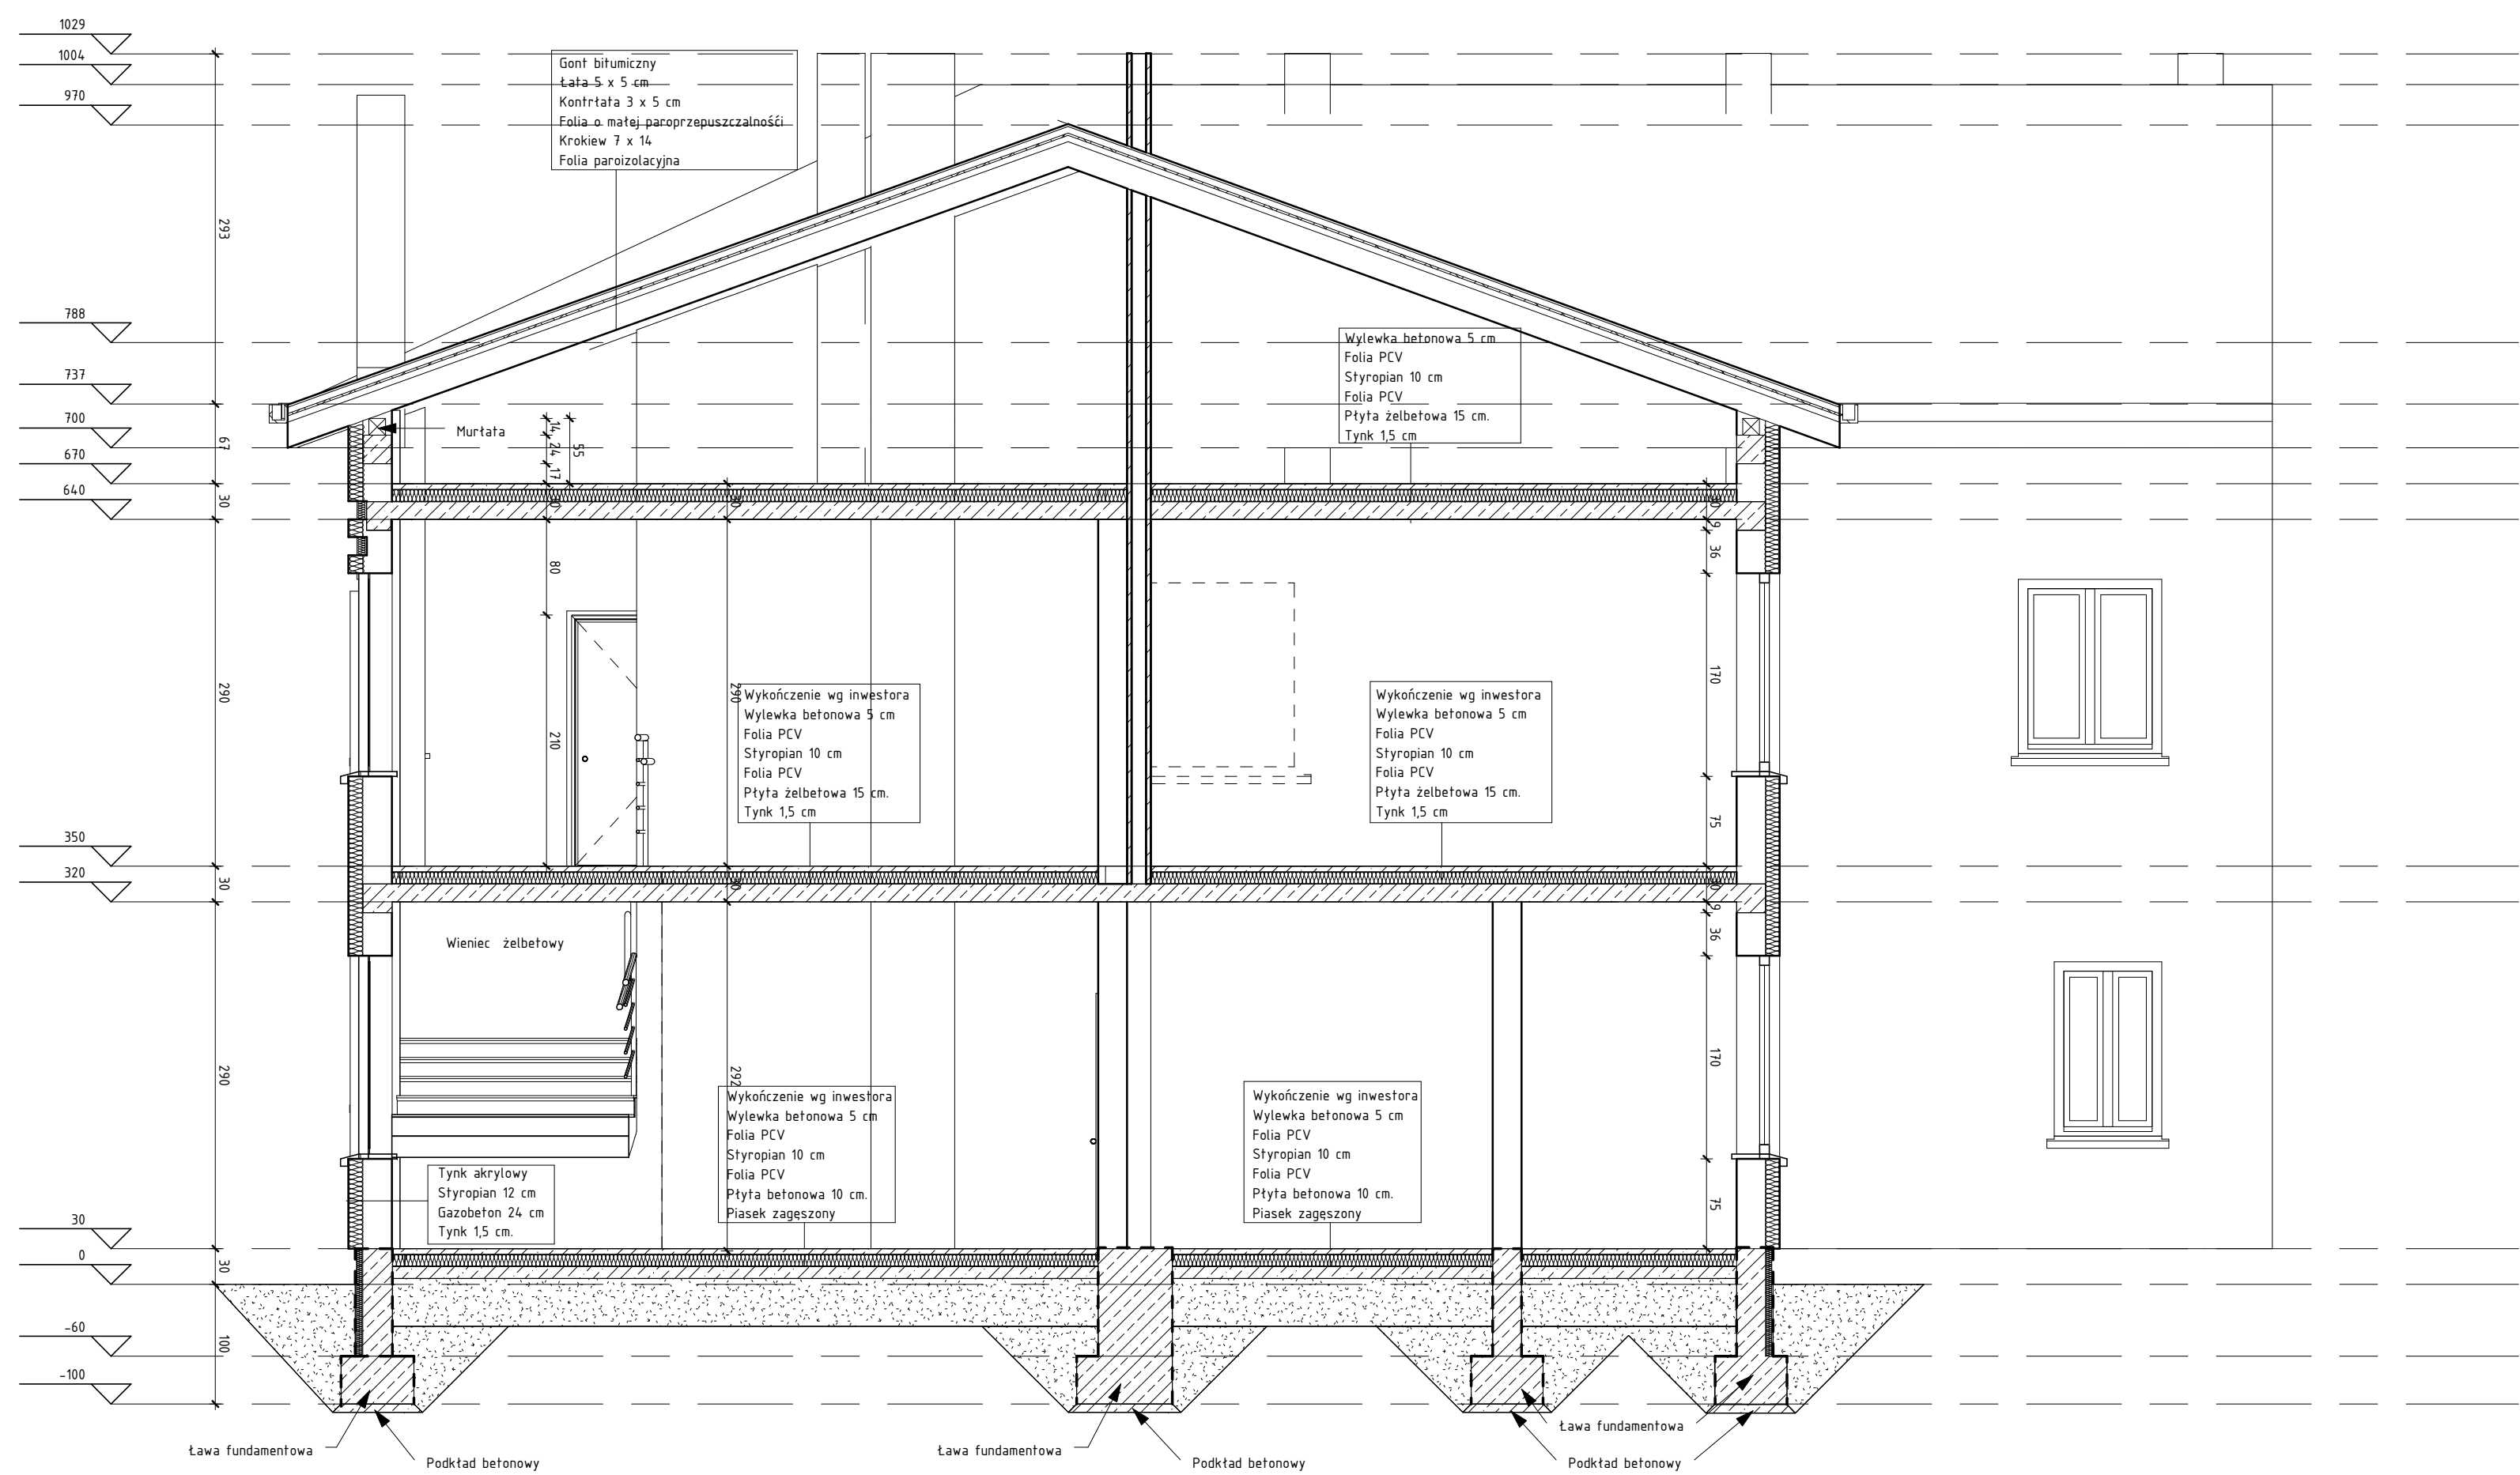 1029
1004
970
788
737
700
670
640
350
320
30
0
-60
-100
293
67
30
290
30
290
30
100
Gont bitumiczny
Łata 5 x 5 cm
Kontrłata 3 x 5 cm
Folia o małej paroprzepuszczalnośći
Krokiew 7 x 14
Folia paroizolacyjna
Wylewka betonowa 5 cm
Folia PCV
Styropian 10 cm
Folia PCV
Płyta żelbetowa 15 cm.
Tynk 1,5 cm
Murłata
14
24
17
55
30
80
210
30
290
30
292
30
9
36
170
75
30
9
36
170
75
Wykończenie wg inwestora
Wylewka betonowa 5 cm
Folia PCV
Styropian 10 cm
Folia PCV
Płyta żelbetowa 15 cm.
Tynk 1,5 cm
Wykończenie wg inwestora
Wylewka betonowa 5 cm
Folia PCV
Styropian 10 cm
Folia PCV
Płyta żelbetowa 15 cm.
Tynk 1,5 cm
Wieniec żelbetowy
Tynk akrylowy
Styropian 12 cm
Gazobeton 24 cm
Tynk 1,5 cm.
Wykończenie wg inwestora
Wylewka betonowa 5 cm
Folia PCV
Styropian 10 cm
Folia PCV
Płyta betonowa 10 cm.
Piasek zagęszony
Wykończenie wg inwestora
Wylewka betonowa 5 cm
Folia PCV
Styropian 10 cm
Folia PCV
Płyta betonowa 10 cm.
Piasek zagęszony
Ława fundamentowa
Podkład betonowy
Ława fundamentowa
Podkład betonowy
Ława fundamentowa
Podkład betonowy